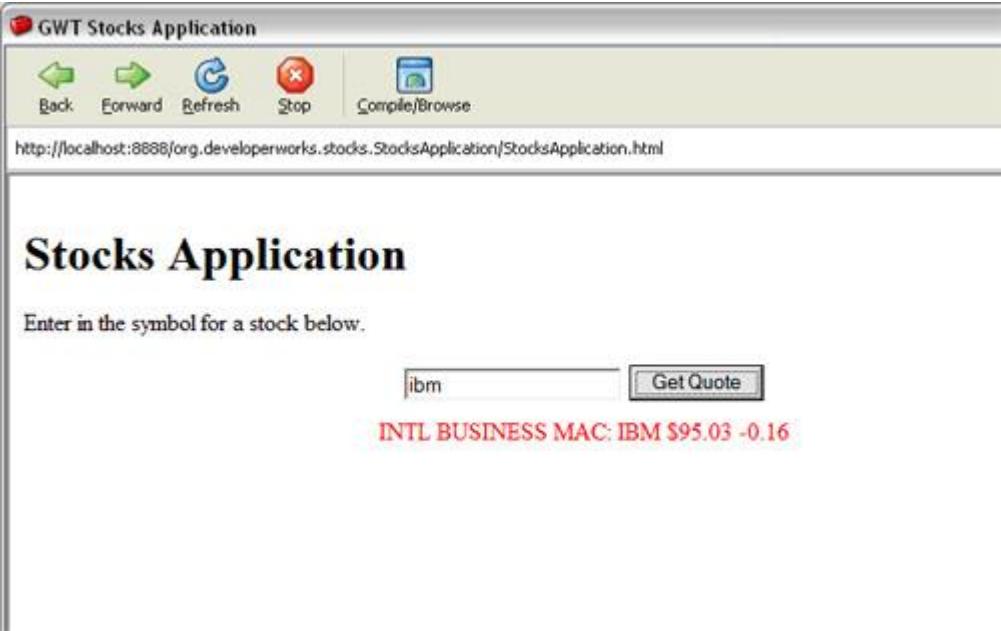 GWT Stocks Application
Back Forward Refresh Stop Compile/Browse
http://localhost:8888/org.developerworks.stocks.StocksApplication/StocksApplication.html
Stocks Application
Enter in the symbol for a stock below.
ibm Get Quote
INTL BUSINESS MAC: IBM $95.03 -0.16